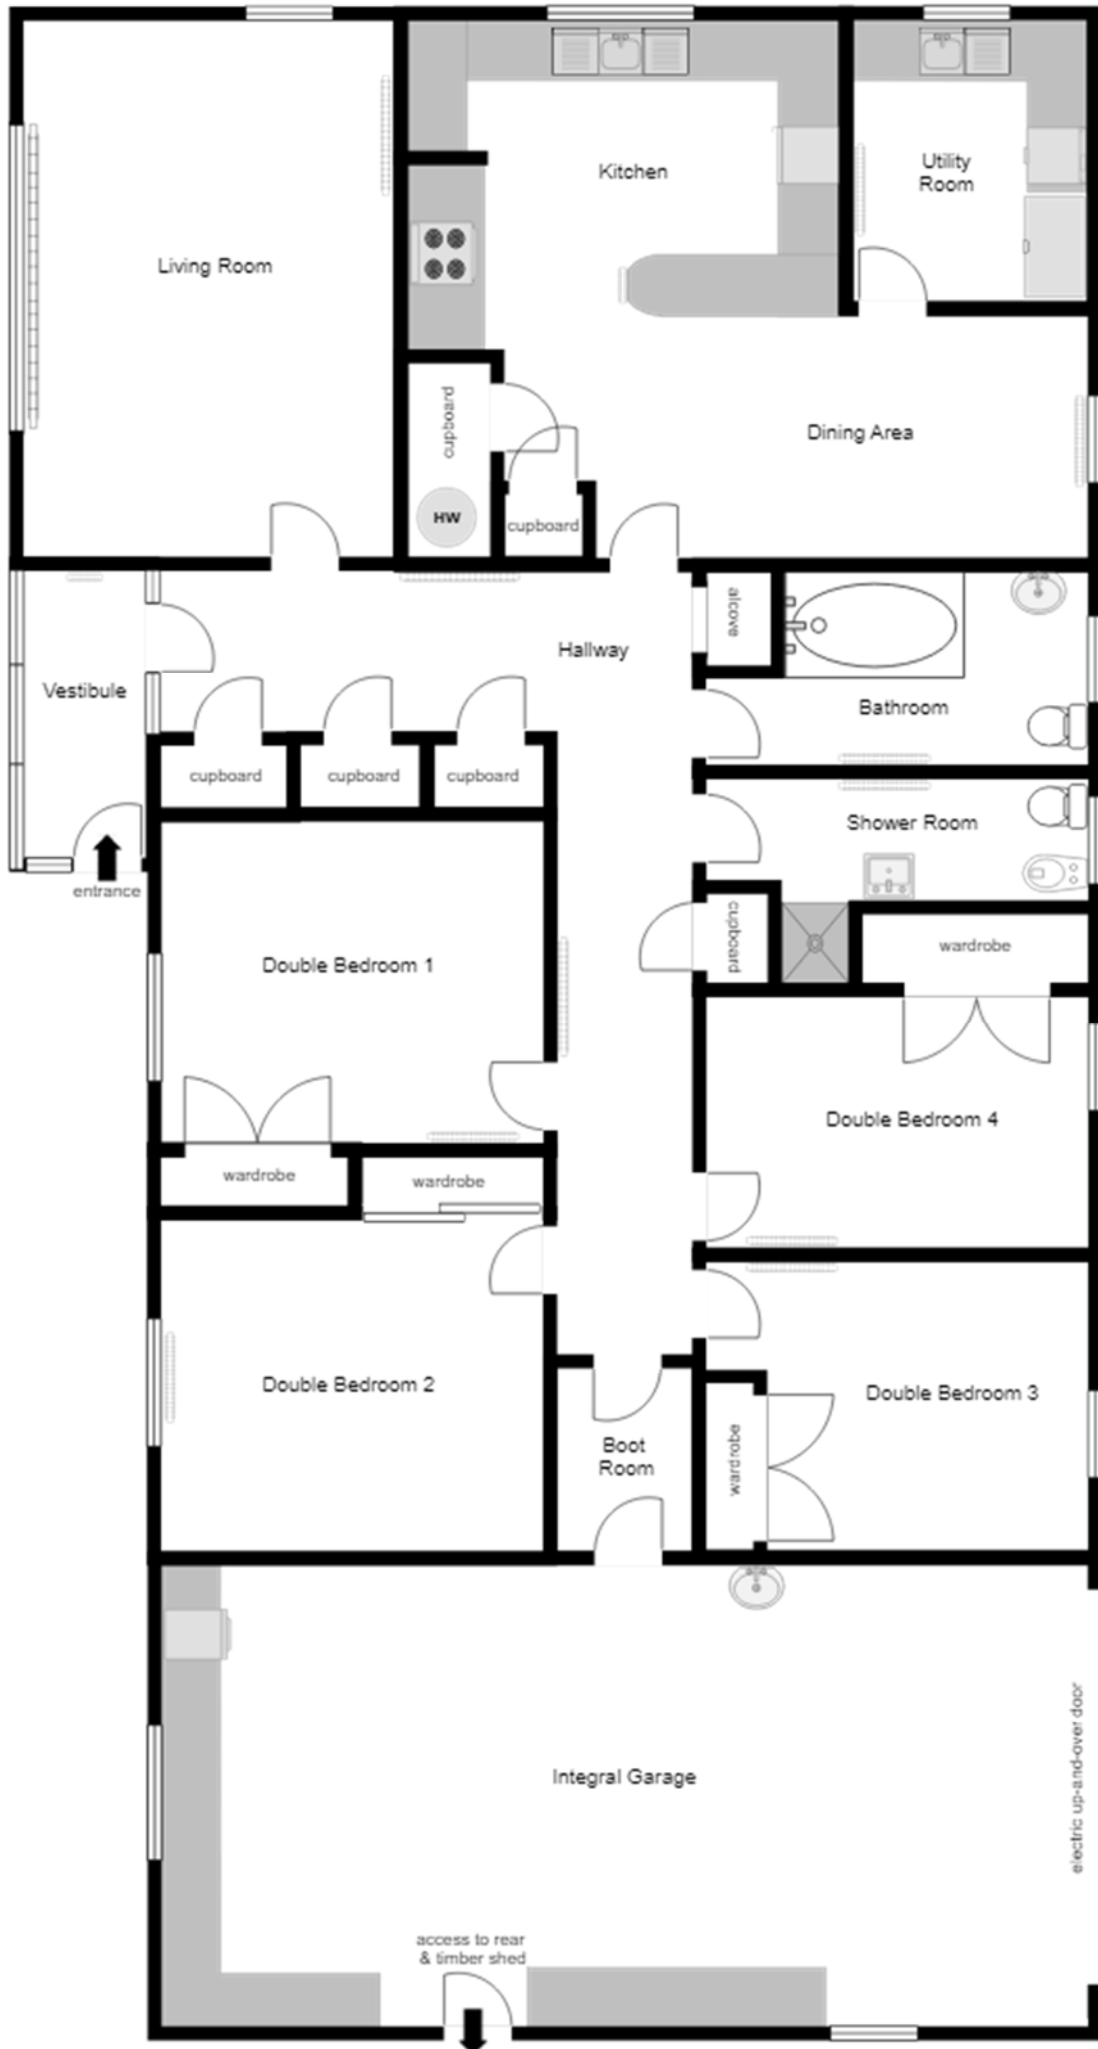 Living Room
Kitchen
Utility
Room
cupboard
HW
cupboard
Dining Area
Hallway
alcove
Vestibule
Bathroom
cupboard
cupboard
cupboard
Shower Room
entrance
cupboard
wardrobe
Double Bedroom 1
Double Bedroom 4
wardrobe
wardrobe
Double Bedroom 2
Double Bedroom 3
Boot
Room
wardrobe
Integral Garage
electric up-and-over door
access to rear
& timber shed